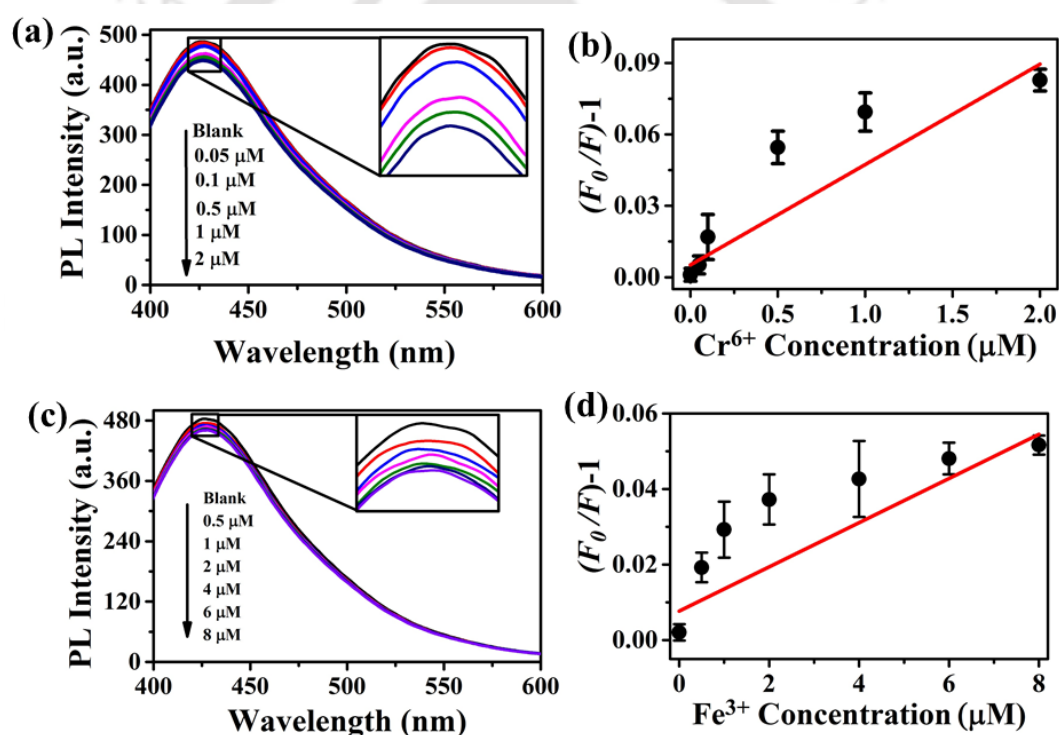 (a)
PL Intensity (a.u.)
500
400
300
200
100
0
Blank
0.05 μM
0.1 μM
0.5 μM
1 μM
2 μM
400 450 500 550 600
Wavelength (nm)
(b)
(F₀/F)-1
0.09
0.06
0.03
0.00
0.0 0.5 1.0 1.5 2.0
Cr⁶⁺ Concentration (μM)
(c)
PL Intensity (a.u.)
480
360
240
120
0
Blank
0.5 μM
1 μM
2 μM
4 μM
6 μM
8 μM
400 450 500 550 600
Wavelength (nm)
(d)
(F₀/F)-1
0.06
0.04
0.02
0.00
0 2 4 6 8
Fe³⁺ Concentration (μM)